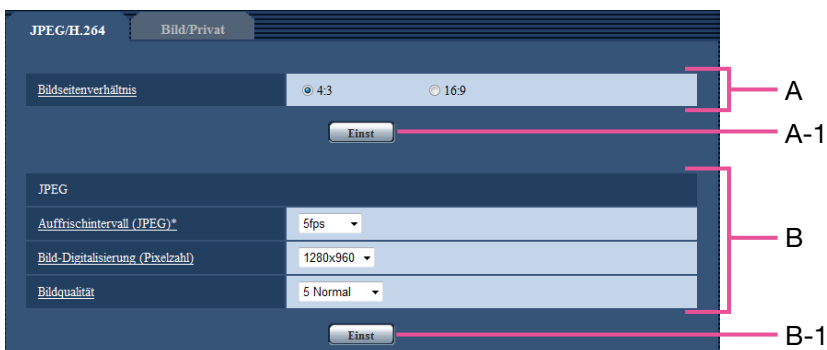 JPEG/H.264 Bild/Privat
Bildseitenverhältnis 4:3 16:9 A
Einst A-1
JPEG
Auffrischintervall (JPEG)* 5fps
B
Bild-Digitalisierung (Pixelzahl) 1280x960
Bildqualität 5 Normal
Einst B-1